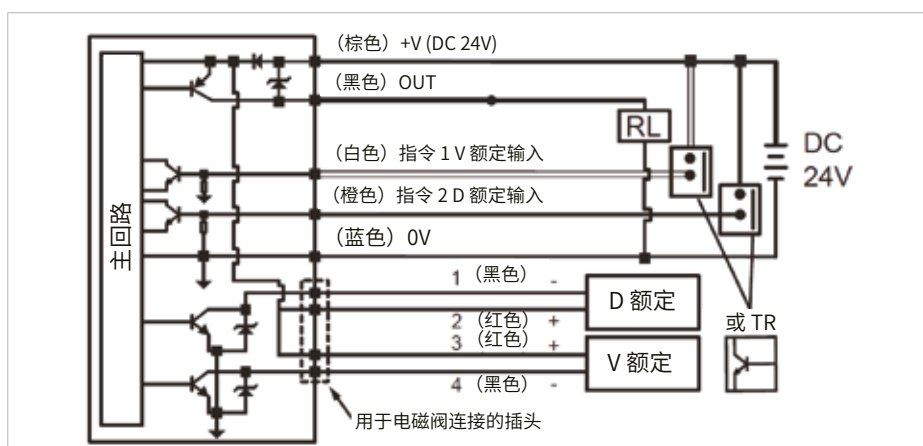 （棕色）+V (DC 24V)
（黑色）OUT
RL
DC
24V
（白色）指令 1 V 额定输入
（橙色）指令 2 D 额定输入
（蓝色）0V
主回路
1 （黑色） -
D 额定
2 （红色） +
3 （红色） +
V 额定
4 （黑色） -
或 TR
用于电磁阀连接的插头